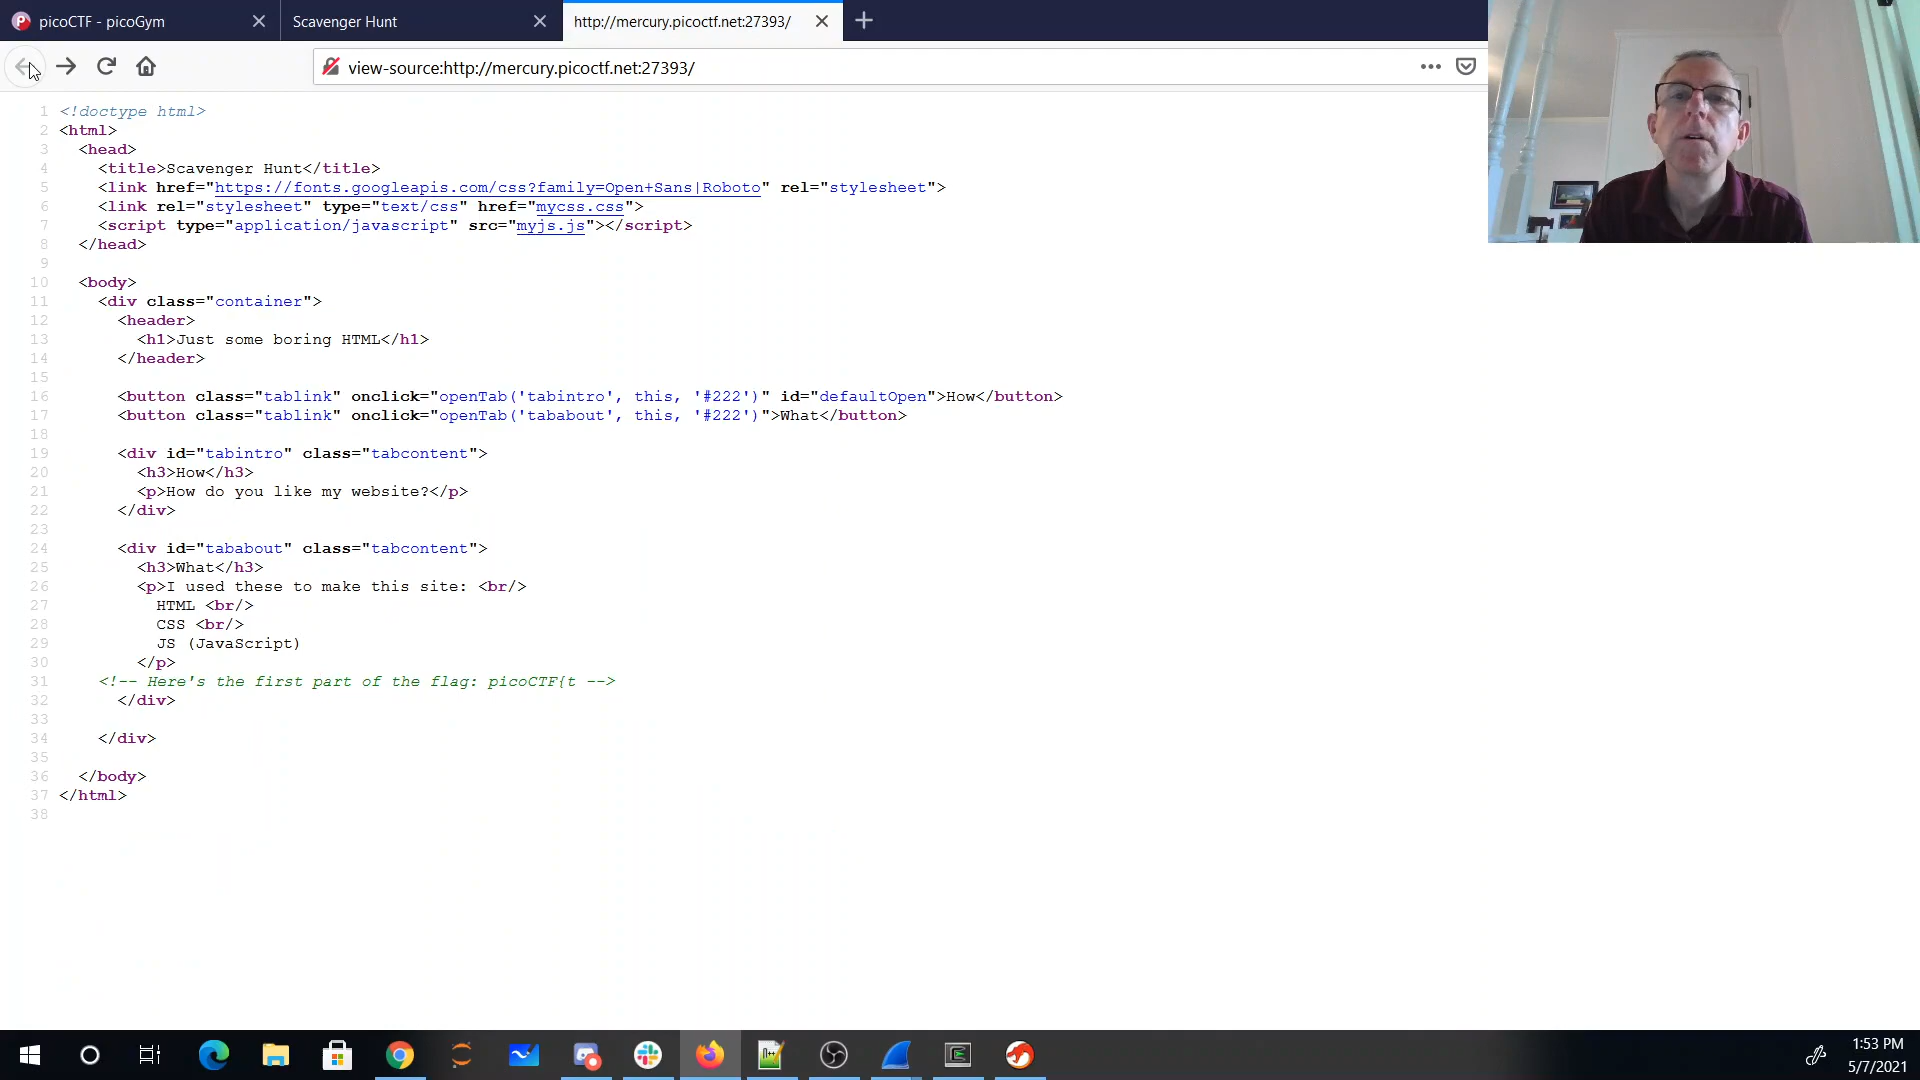 picoCTF - picoGym
Scavenger Hunt
http://mercury.picoctf.net:27393/
view-source:http://mercury.picoctf.net:27393/
1 <!doctype html>
2 <html>
3 <head>
4 <title>Scavenger Hunt</title>
5 <link href="https://fonts.googleapis.com/css?family=Open+Sans|Roboto" rel="stylesheet">
6 <link rel="stylesheet" type="text/css" href="mycss.css">
7 <script type="application/javascript" src="myjs.js"></script>
8 </head>
9
10 <body>
11 <div class="container">
12 <header>
13 <h1>Just some boring HTML</h1>
14 </header>
15
16 <button class="tablink" onclick="openTab('tabintro', this, '#222')" id="defaultOpen">How</button>
17 <button class="tablink" onclick="openTab('tababout', this, '#222')">What</button>
18
19 <div id="tabintro" class="tabcontent">
20 <h3>How</h3>
21 <p>How do you like my website?</p>
22 </div>
23
24 <div id="tababout" class="tabcontent">
25 <h3>What</h3>
26 <p>I used these to make this site: <br/>
27 HTML <br/>
28 CSS <br/>
29 JS (JavaScript)
30 </p>
31 <!-- Here's the first part of the flag: picoCTF{t -->
32 </div>
33
34 </div>
35
36 </body>
37 </html>
38
1:53 PM
5/7/2021